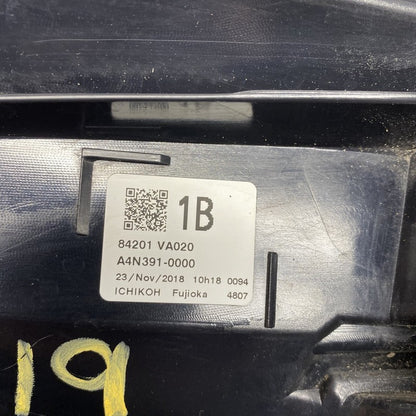 1B
84201 VA020
A4N391-0000
23/Nov/2018 10h18 0094
ICHIKOH Fujioka 4807
19